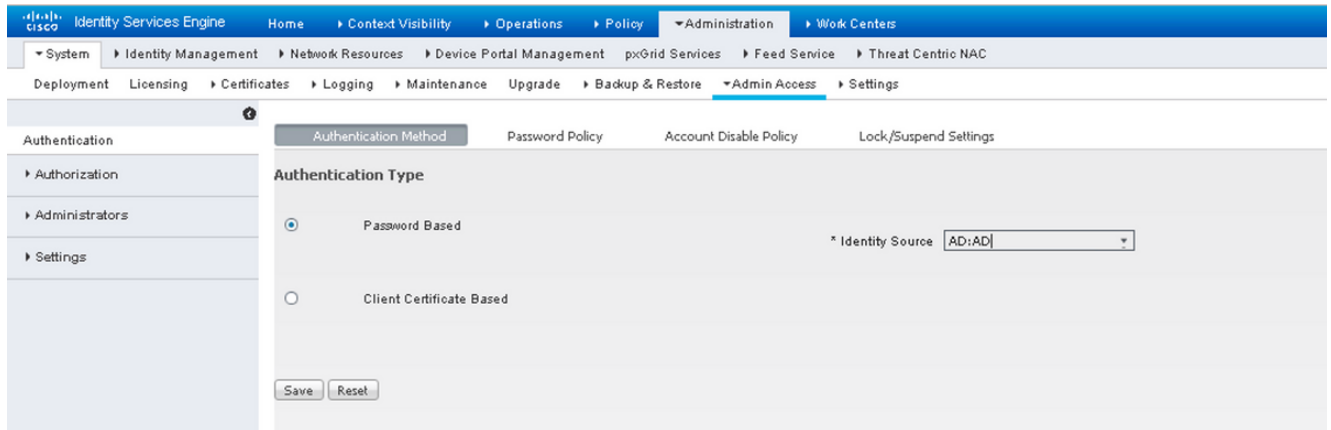 cisco Identity Services Engine Home Context Visibility Operations Policy Administration Work Centers
System Identity Management Network Resources Device Portal Management pxGrid Services Feed Service Threat Centric NAC
Deployment Licensing Certificates Logging Maintenance Upgrade Backup & Restore Admin Access Settings
Authentication
Authorization
Administrators
Settings
Authentication Method Password Policy Account Disable Policy Lock/Suspend Settings
Authentication Type
Password Based
* Identity Source AD:AD
Client Certificate Based
Save Reset